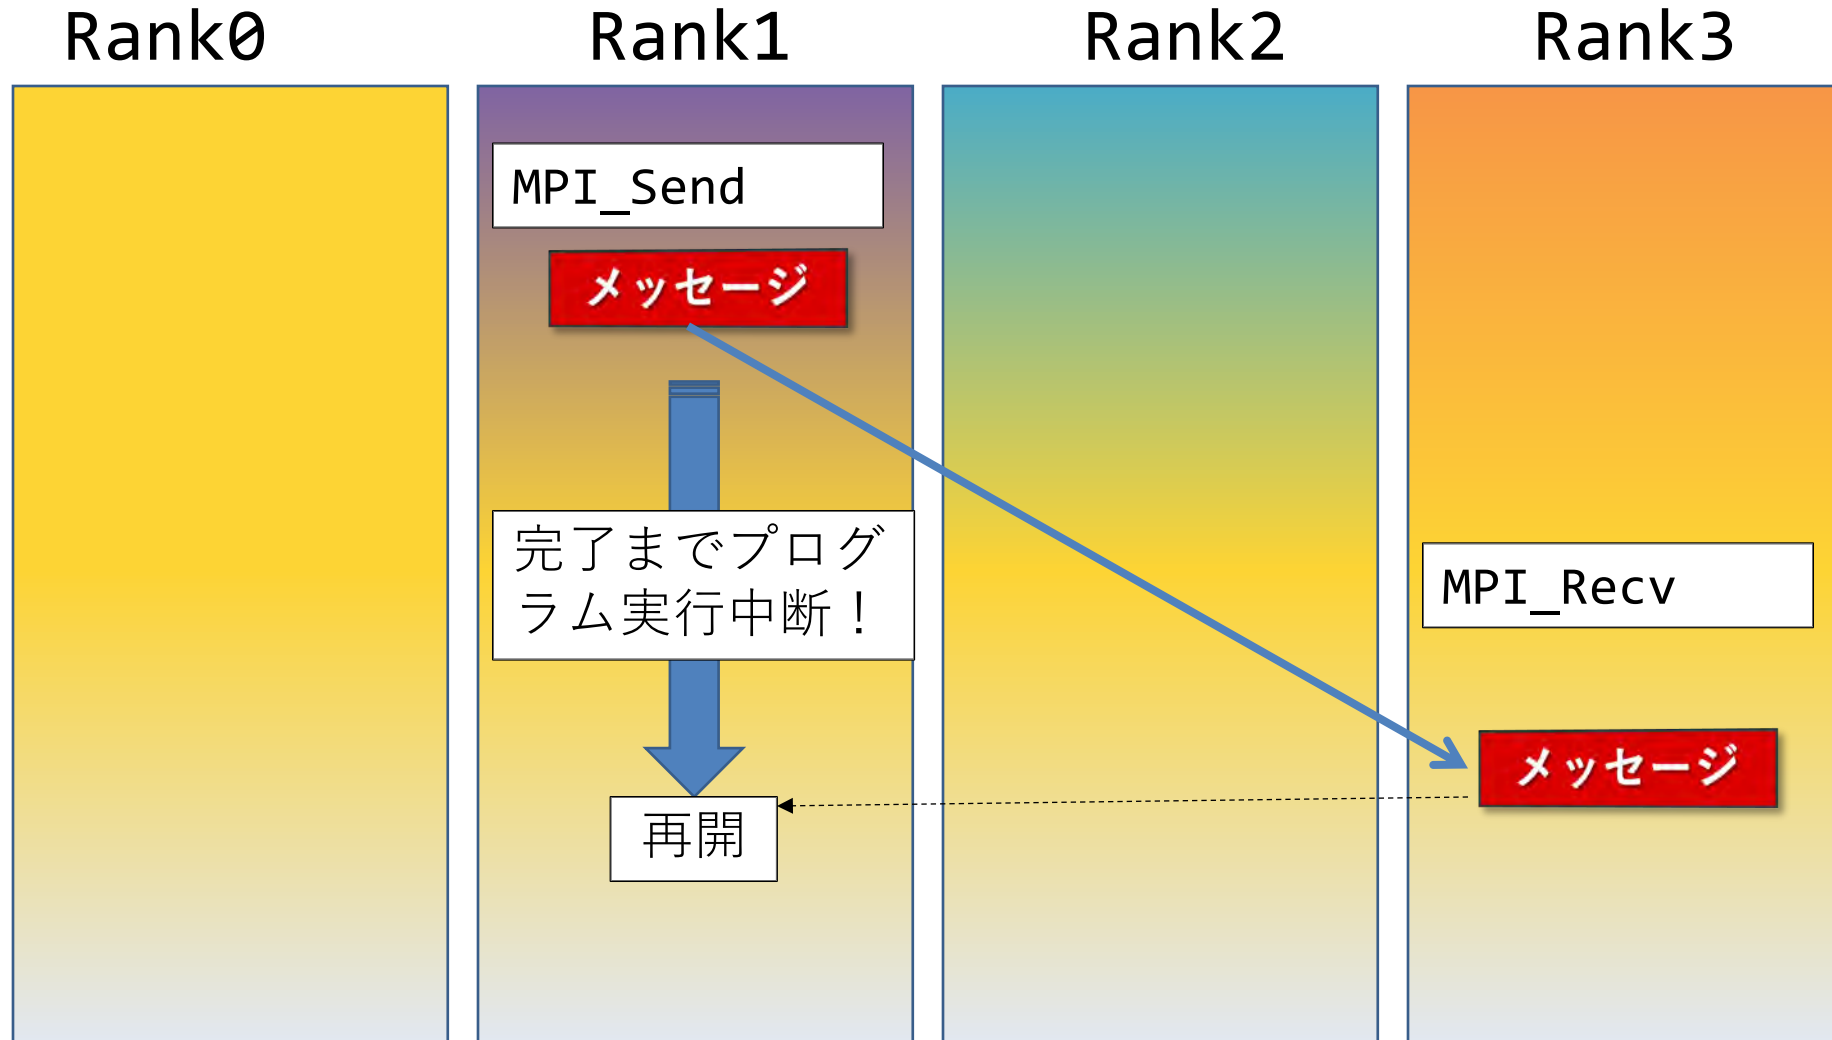 Rank0
Rank1
Rank2
Rank3
MPI_Send
メッセージ
完了までプログ
ラム実行中断！
MPI_Recv
メッセージ
再開